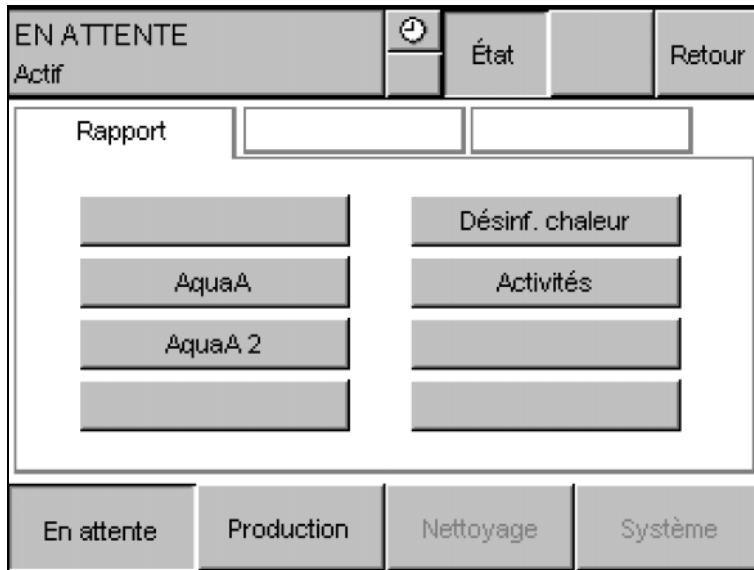 EN ATTENTE
Actif
État
Retour
Rapport
Désinf. chaleur
AquaA
Activités
AquaA 2
En attente
Production
Nettoyage
Système